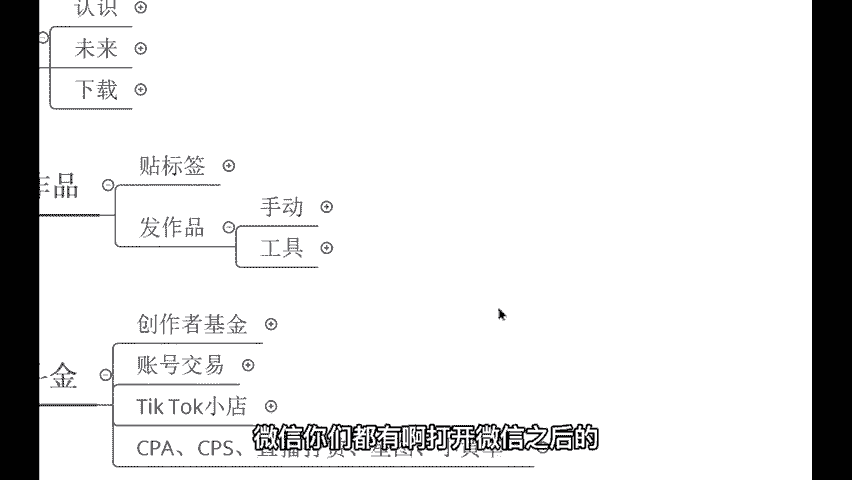 认识
未来
下载
作品
贴标签
发作品
手动
工具
创作者基金
账号交易
金
Tik Tok小店
CPA、CPS、
微信你们都有啊打开微信之后的